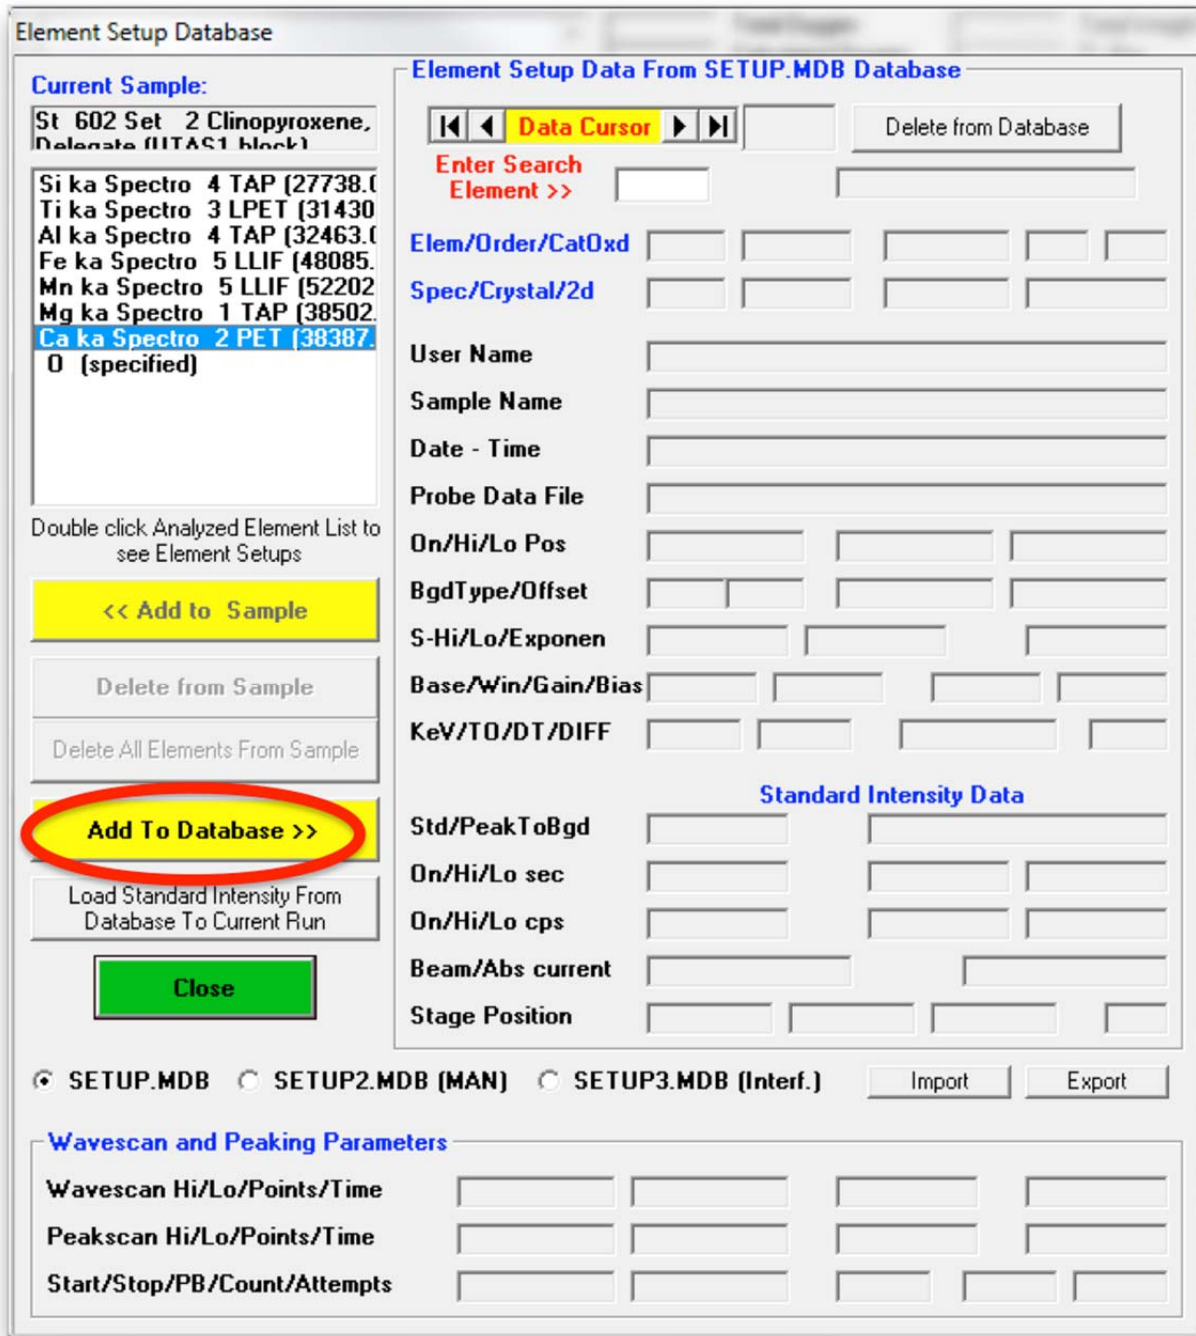 Element Setup Database
Current Sample:
St 602 Set 2 Clinopyroxene,
Delegate (UTAS1 block)
Si ka Spectro 4 TAP (27738.0
Ti ka Spectro 3 LPET (31430
Al ka Spectro 4 TAP (32463.0
Fe ka Spectro 5 LLIF (48085.
Mn ka Spectro 5 LLIF (52202
Mg ka Spectro 1 TAP (38502.
Ca ka Spectro 2 PET (38387.
O (specified)
Double click Analyzed Element List to
see Element Setups
<< Add to Sample
Delete from Sample
Delete All Elements From Sample
Add To Database >>
Load Standard Intensity From
Database To Current Run
Close
Element Setup Data From SETUP.MDB Database
Data Cursor
Delete from Database
Enter Search
Element >>
Elem/Order/CatOxd
Spec/Crystal/2d
User Name
Sample Name
Date - Time
Probe Data File
On/Hi/Lo Pos
BgdType/Offset
S-Hi/Lo/Exponen
Base/Win/Gain/Bias
KeV/TO/DT/DIFF
Standard Intensity Data
Std/PeakToBgd
On/Hi/Lo sec
On/Hi/Lo cps
Beam/Abs current
Stage Position
SETUP.MDB SETUP2.MDB (MAN) SETUP3.MDB (Interf.) Import Export
Wavescan and Peaking Parameters
Wavescan Hi/Lo/Points/Time
Peakscan Hi/Lo/Points/Time
Start/Stop/PB/Count/Attempts